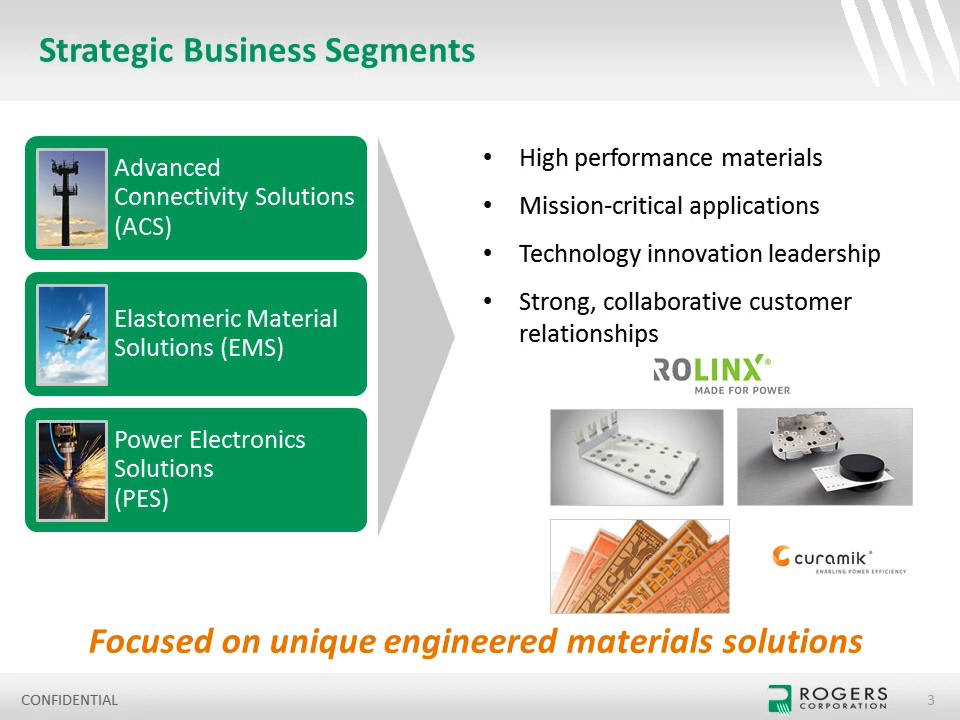 Strategic Business Segments
Advanced
Connectivity Solutions
(ACS)
Elastomeric Material
Solutions (EMS)
Power Electronics
Solutions
(PES)
• High performance materials
• Mission-critical applications
• Technology innovation leadership
• Strong, collaborative customer
relationships
ROLINX®
MADE FOR POWER
curamik®
ENABLING POWER EFFICIENCY
Focused on unique engineered materials solutions
CONFIDENTIAL
ROGERS
CORPORATION
3